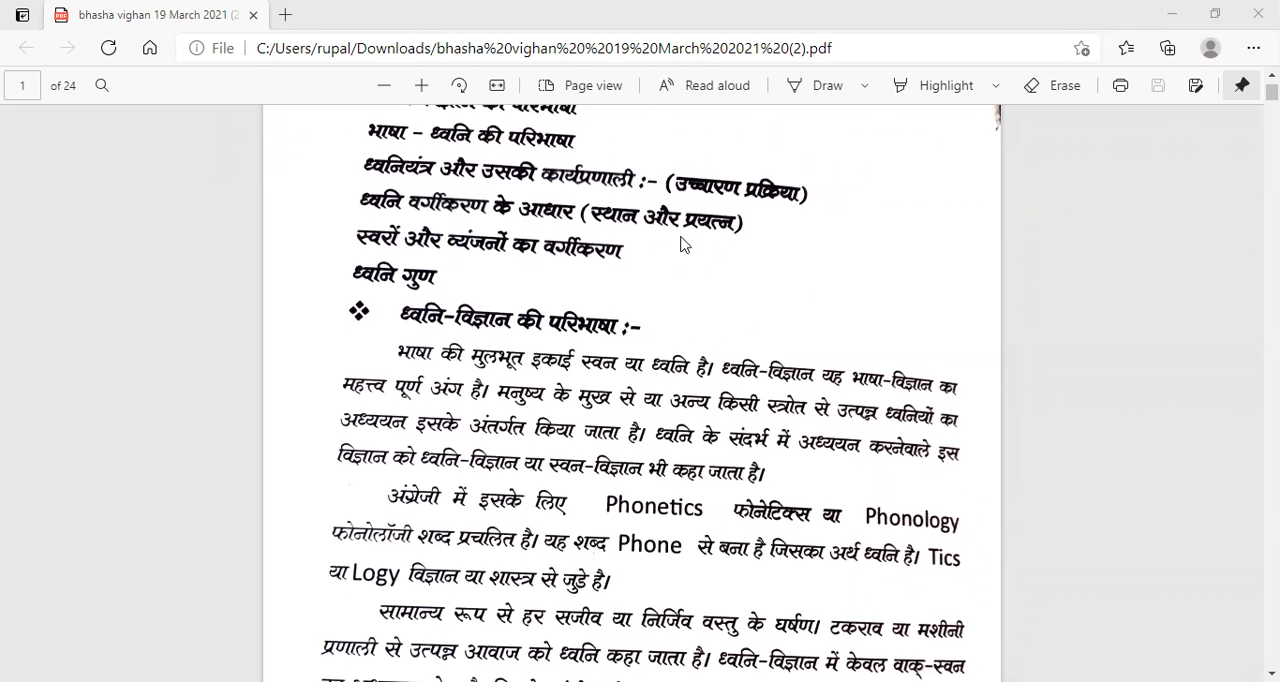 bhasha vighan 19 March 2021 (2
File C:/Users/rupal/Downloads/bhasha%20vighan%20%2019%20March%202021%20(2).pdf
1 of 24 Page view Read aloud Draw Highlight Erase
की परिभाषा
भाषा - ध्वनि की परिभाषा
ध्वनियंत्र और उसकी कार्यप्रणाली :- (उच्चारण प्रक्रिया)
ध्वनि वर्गीकरण के आधार (स्थान और प्रयत्न)
स्वरों और व्यंजनों का वर्गीकरण
ध्वनि गुण
❖ ध्वनि-विज्ञान की परिभाषा :-
भाषा की मुलभूत इकाई स्वन या ध्वनि है। ध्वनि-विज्ञान यह भाषा-विज्ञान का
महत्त्व पूर्ण अंग है। मनुष्य के मुख से या अन्य किसी स्त्रोत से उत्पन्न ध्वनियों का
अध्ययन इसके अंतर्गत किया जाता है। ध्वनि के संदर्भ में अध्ययन करनेवाले इस
विज्ञान को ध्वनि-विज्ञान या स्वन-विज्ञान भी कहा जाता है।
अंग्रेजी में इसके लिए Phonetics फोनेटिक्स या Phonology
फोनोलॉजी शब्द प्रचलित है। यह शब्द Phone से बना है जिसका अर्थ ध्वनि है। Tics
या Logy विज्ञान या शास्त्र से जुडे है।
सामान्य रूप से हर सजीव या निर्जिव वस्तु के घर्षण। टकराव या मशीनी
प्रणाली से उत्पन्न आवाज को ध्वनि कहा जाता है। ध्वनि-विज्ञान में केवल वाक्-स्वन